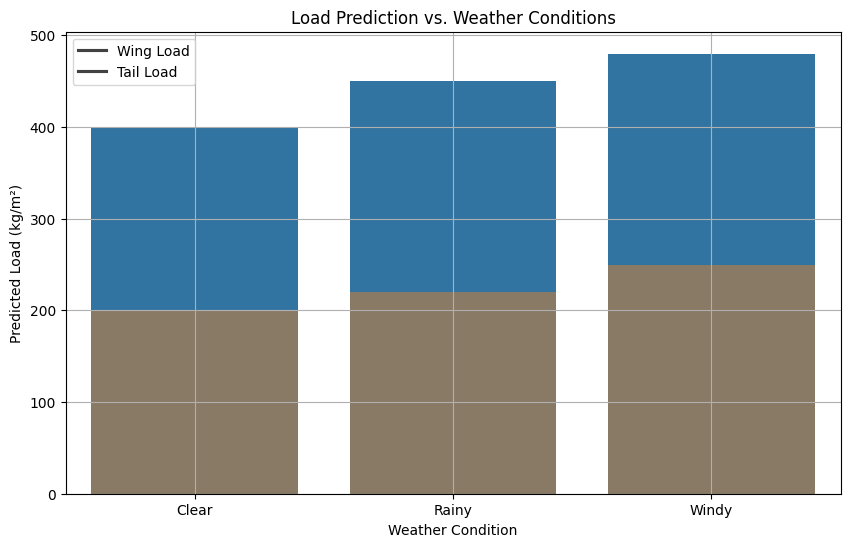 Load Prediction vs. Weather Conditions
Wing Load
Tail Load
Predicted Load (kg/m²)
500
400
300
200
100
0
Clear Rainy Windy
Weather Condition